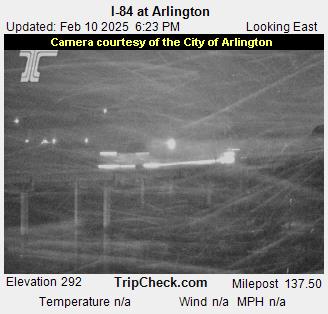 I-84 at Arlington
Updated: Feb 10 2025 6:23 PM Looking East
Camera courtesy of the City of Arlington
Elevation 292 TripCheck.com Milepost 137.50
Temperature n/a Wind n/a MPH n/a